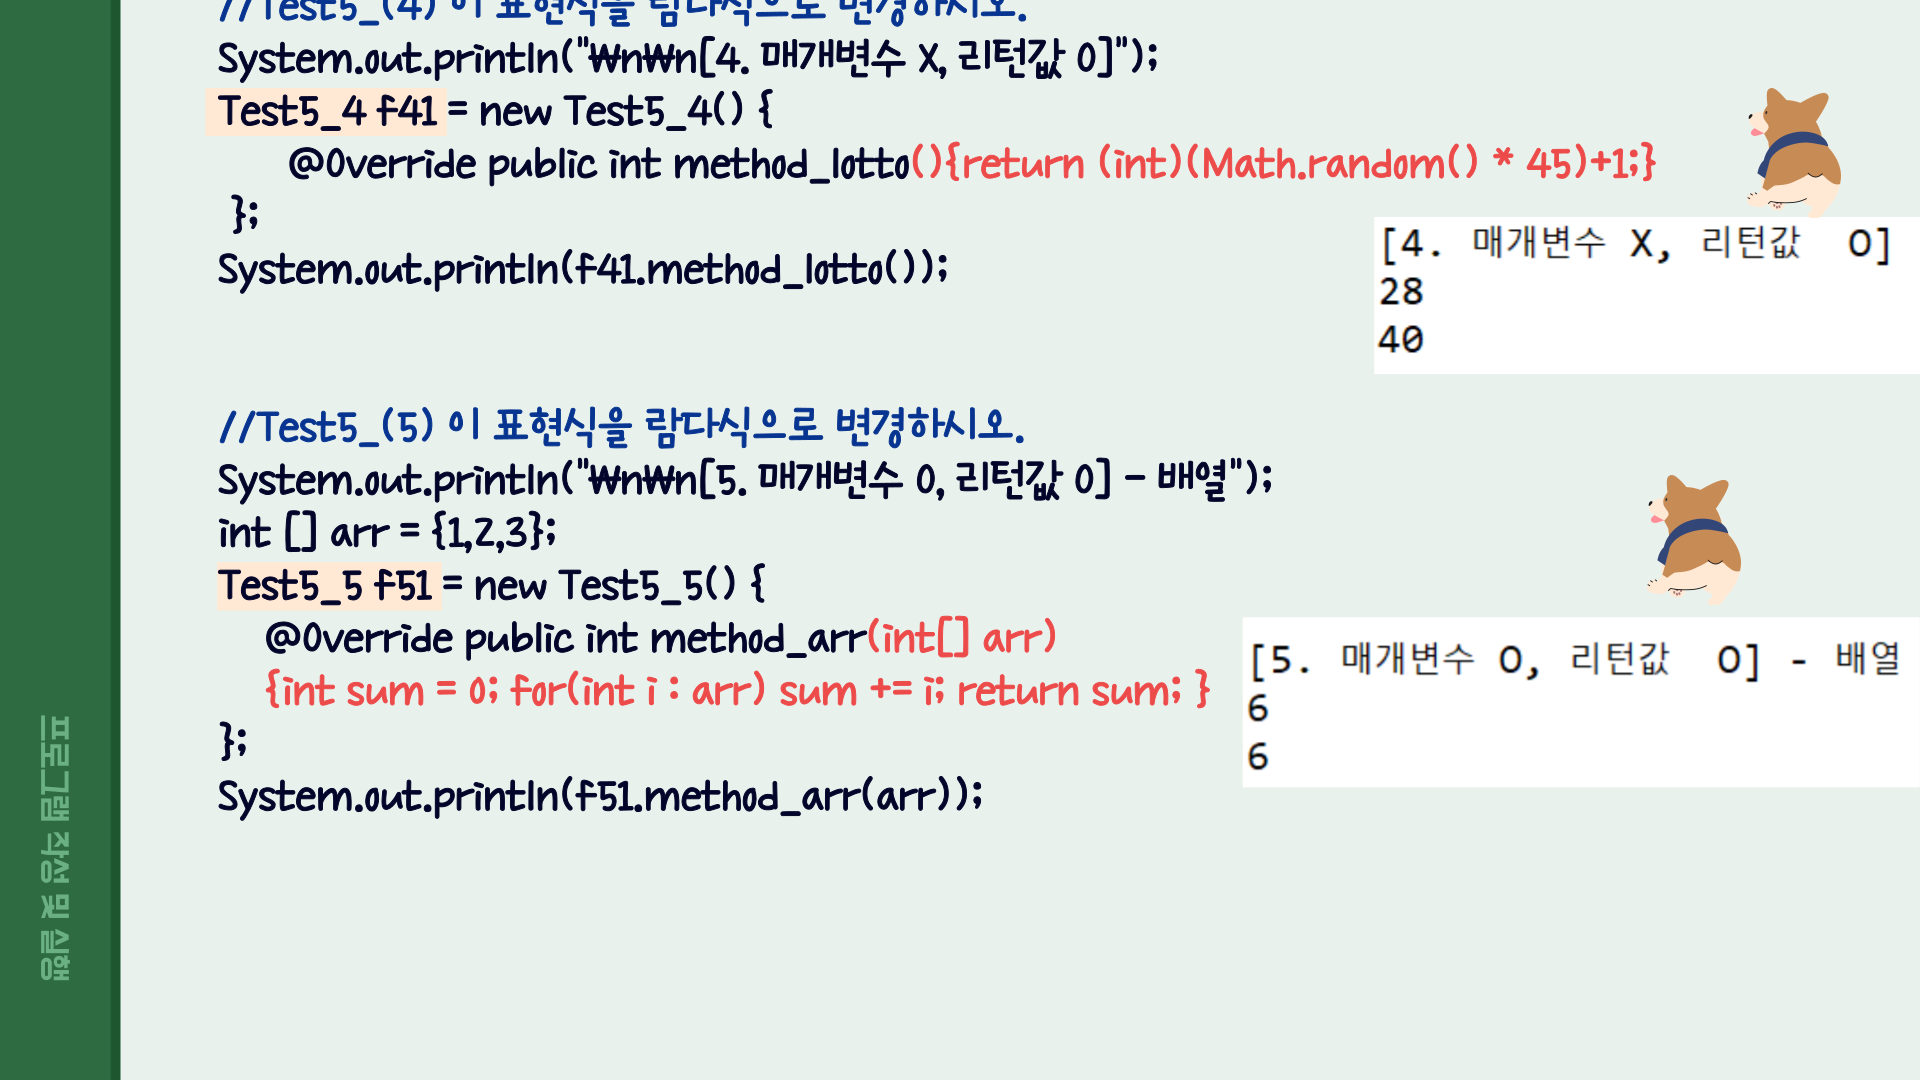 //Test5_(4) 이 표현식을 람다식으로 변경하시오.
System.out.println("₩n₩n[4. 매개변수 X, 리턴값 O]");
Test5_4 f41 = new Test5_4() {
@Override public int method_lotto(){return (int)(Math.random() * 45)+1;}
};
System.out.println(f41.method_lotto());
[4. 매개변수 X, 리턴값  O]
28
40
//Test5_(5) 이 표현식을 람다식으로 변경하시오.
System.out.println("₩n₩n[5. 매개변수 O, 리턴값 O] - 배열");
int [] arr = {1,2,3};
Test5_5 f51 = new Test5_5() {
@Override public int method_arr(int[] arr)
{int sum = 0; for(int i : arr) sum += i; return sum; }
};
System.out.println(f51.method_arr(arr));
[5. 매개변수 O, 리턴값  O] - 배열
6
6
프로그램 작성 및 실행